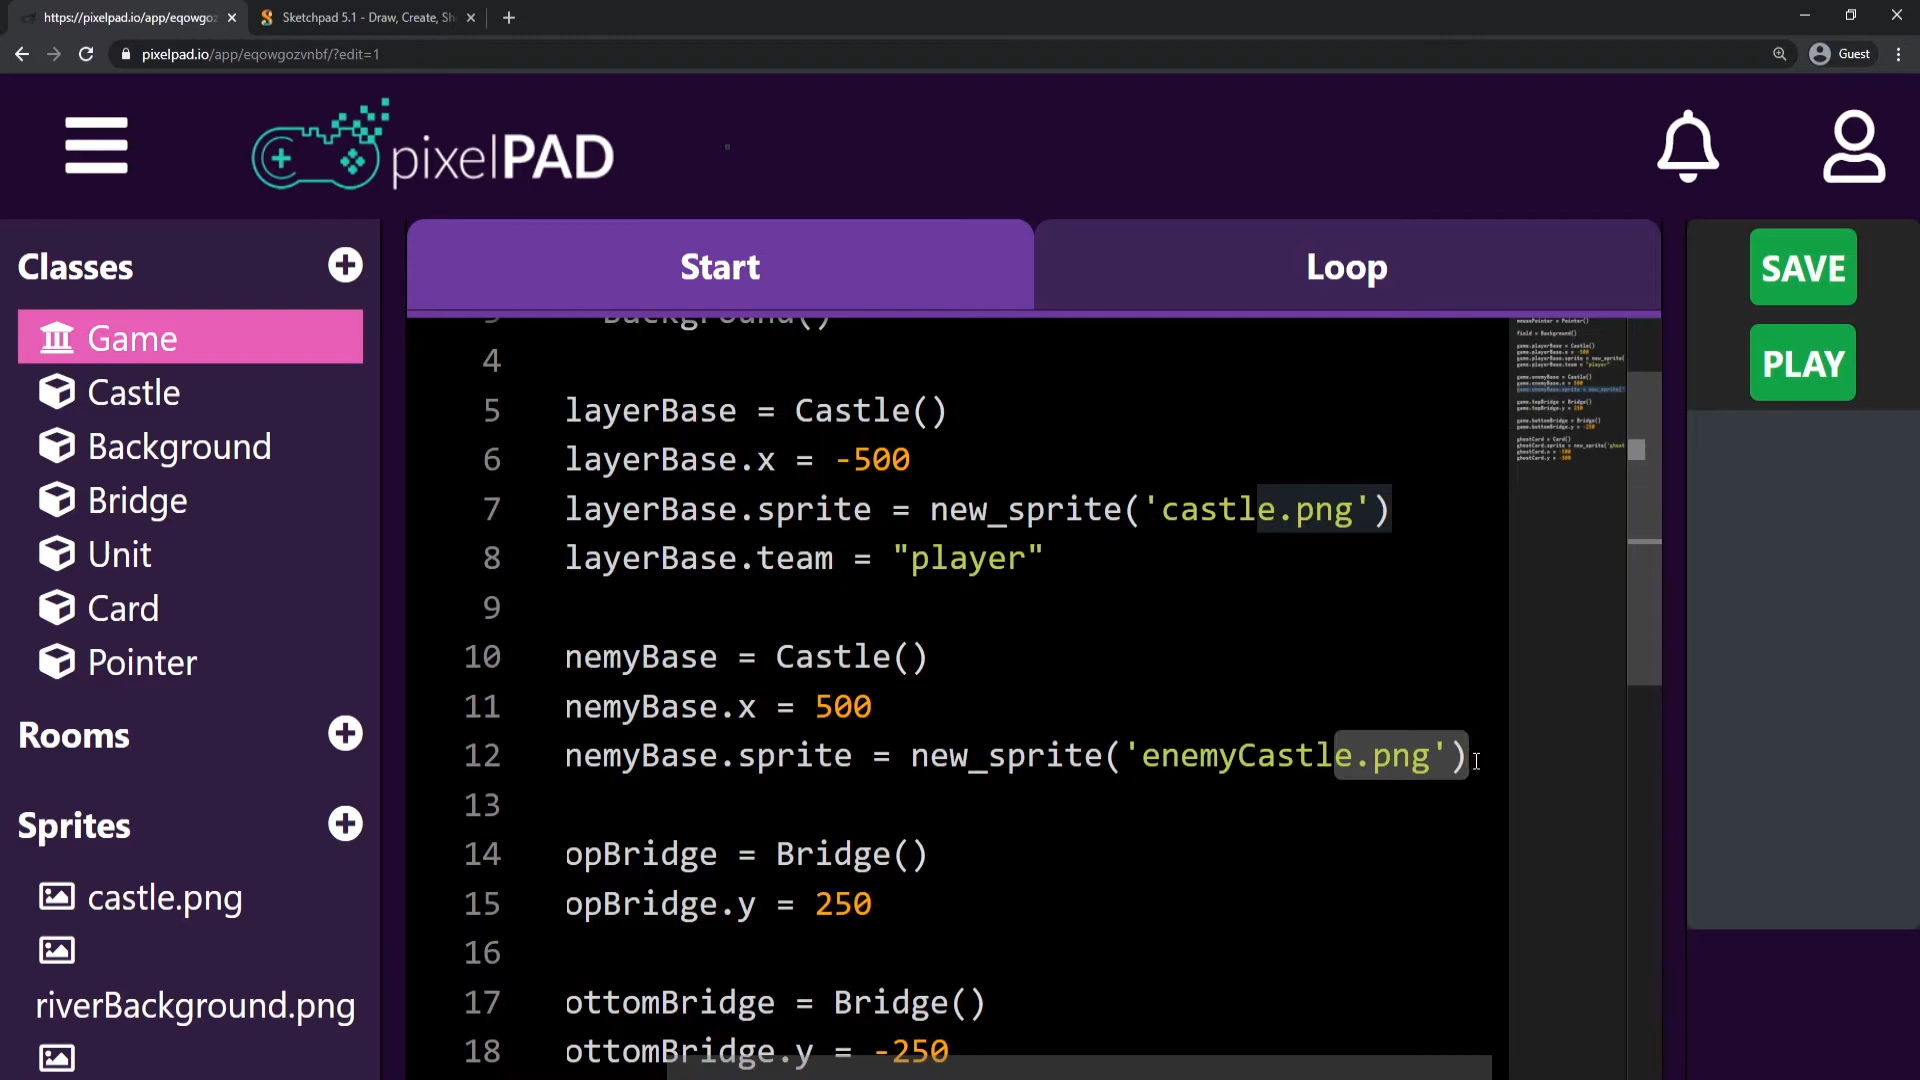 https://pixelpad.io/app/eqowgoz
Sketchpad 5.1 - Draw, Create, Sh
pixelpad.io/app/eqowgozvnbf/?edit=1
Guest
pixelPAD
Classes
Game
Castle
Background
Bridge
Unit
Card
Pointer
Rooms
Sprites
castle.png
riverBackground.png
Start
Loop
SAVE
PLAY
3 Background()
4
5 layerBase = Castle()
6 layerBase.x = -500
7 layerBase.sprite = new_sprite('castle.png')
8 layerBase.team = "player"
9
10 nemyBase = Castle()
11 nemyBase.x = 500
12 nemyBase.sprite = new_sprite('enemyCastle.png')
13
14 opBridge = Bridge()
15 opBridge.y = 250
16
17 ottomBridge = Bridge()
18 ottomBridge.y = -250